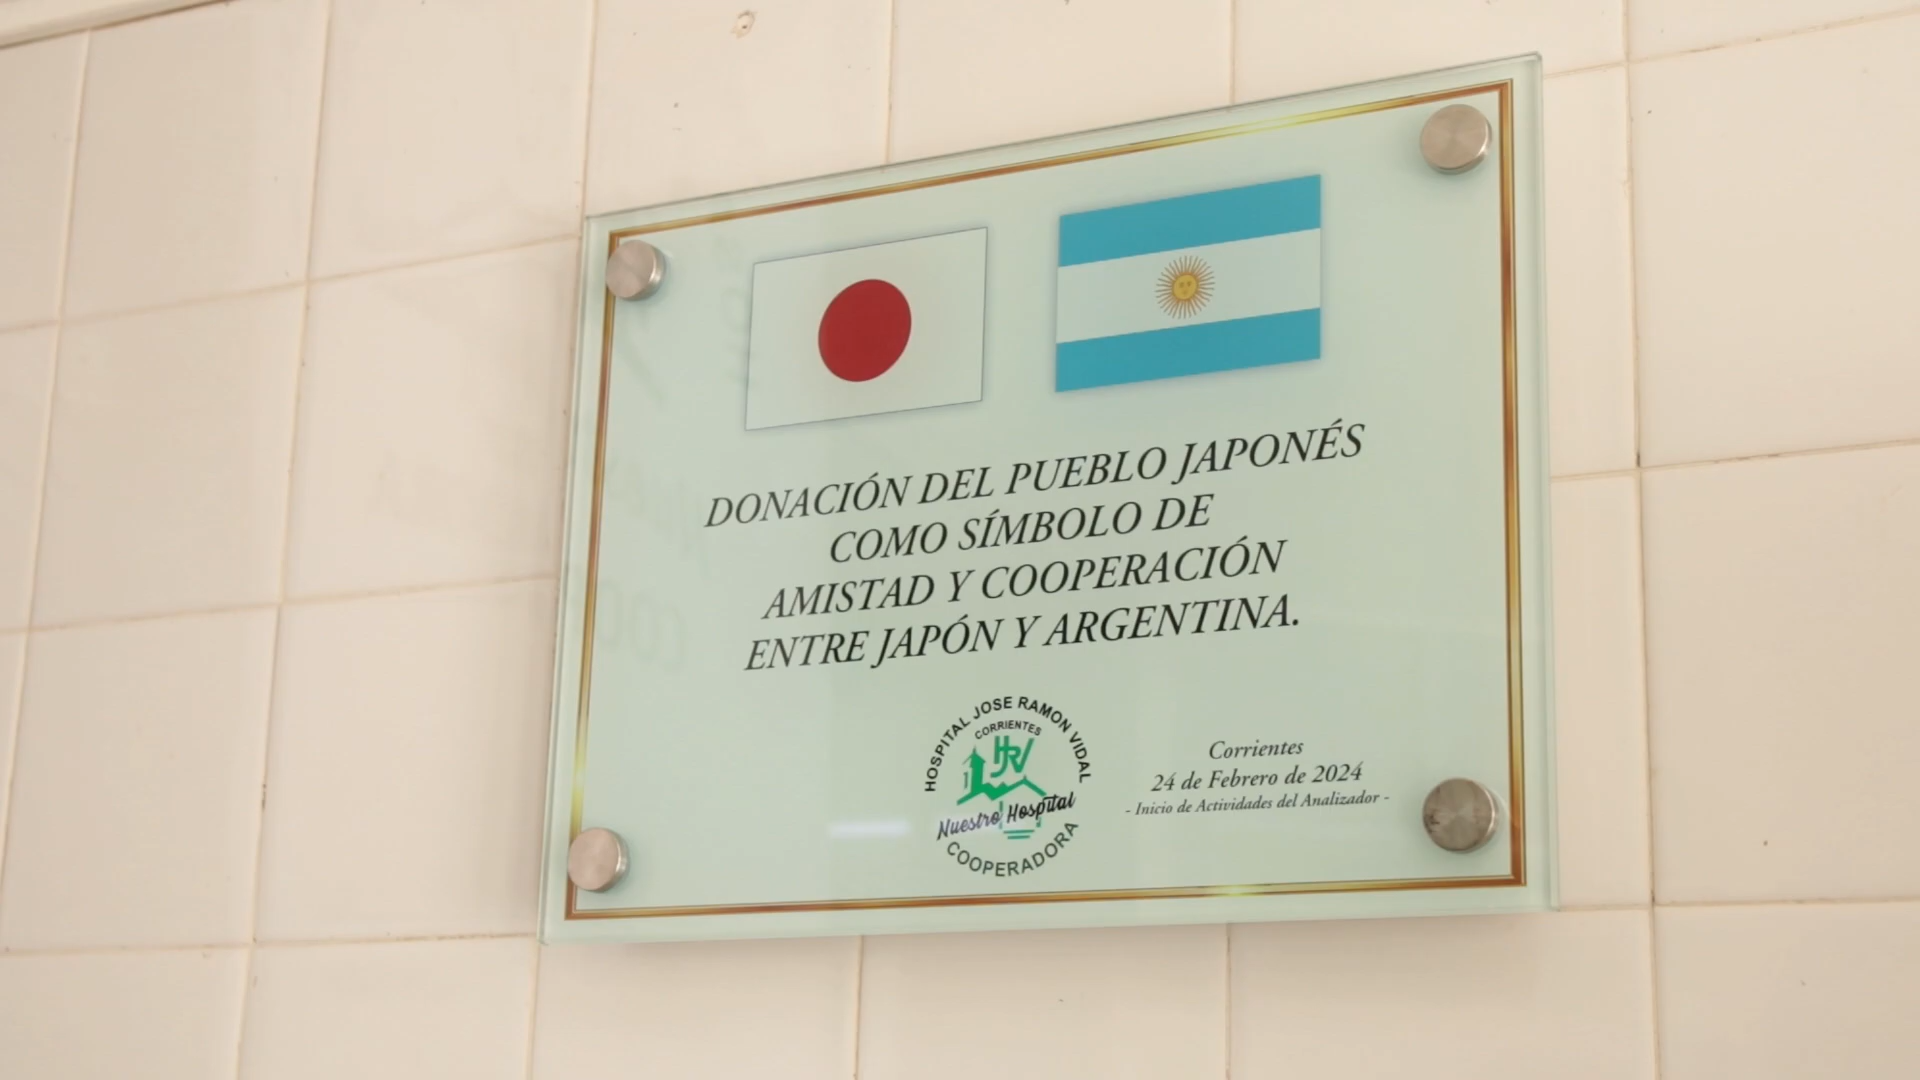 DONACIÓN DEL PUEBLO JAPONÉS
COMO SÍMBOLO DE
AMISTAD Y COOPERACIÓN
ENTRE JAPÓN Y ARGENTINA.
HOSPITAL JOSE RAMON VIDAL
CORRIENTES
HJRV
Nuestro Hospital
COOPERADORA
Corrientes
24 de Febrero de 2024
- Inicio de Actividades del Analizador -